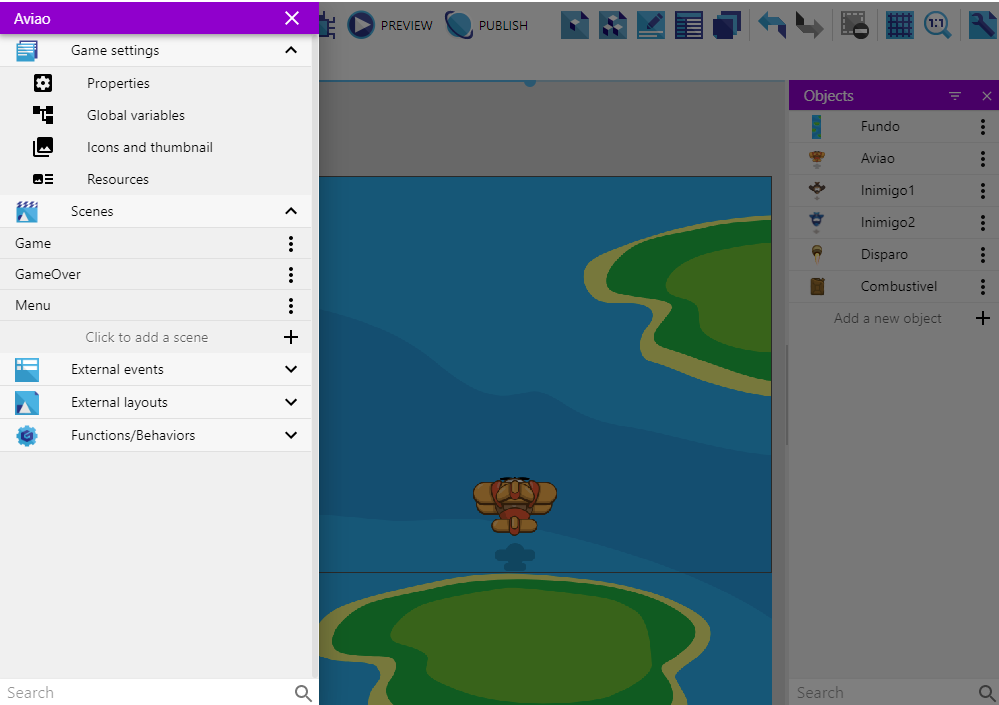 Aviao
Game settings
Properties
Global variables
Icons and thumbnail
Resources
Scenes
Game
GameOver
Menu
Click to add a scene
External events
External layouts
Functions/Behaviors
Search
PREVIEW
PUBLISH
1:1
Objects
Fundo
Aviao
Inimigo1
Inimigo2
Disparo
Combustivel
Add a new object
Search